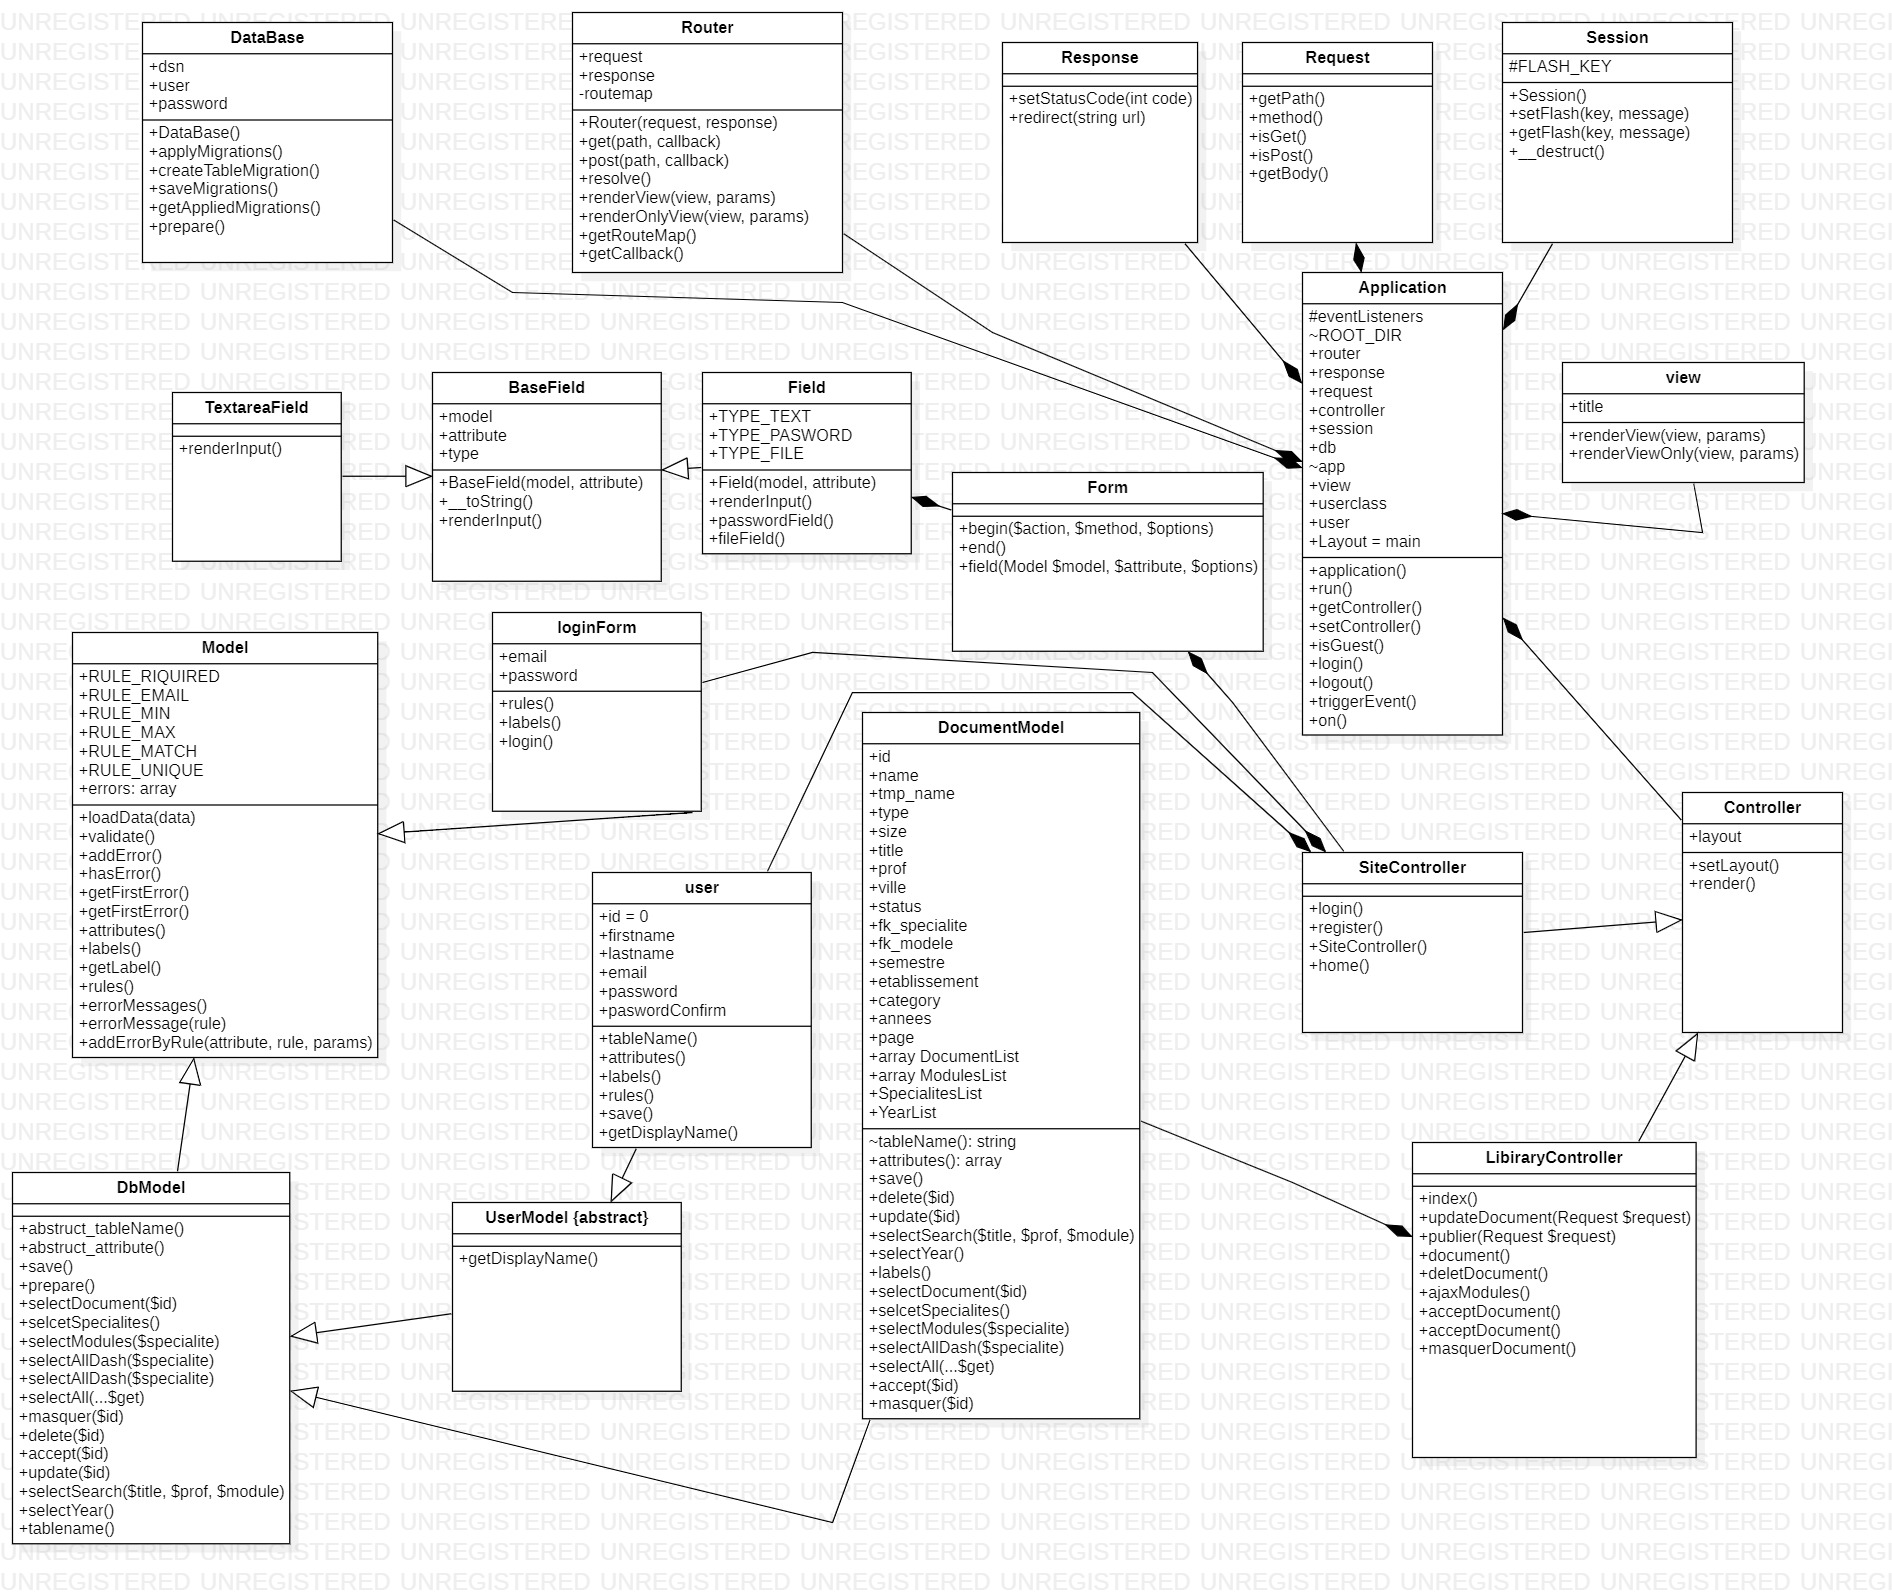 DataBase
+dsn
+user
+password
+DataBase()
+applyMigrations()
+createTableMigration()
+saveMigrations()
+getAppliedMigrations()
+prepare()
Router
+request
+response
-routemap
+Router(request, response)
+get(path, callback)
+post(path, callback)
+resolve()
+renderView(view, params)
+renderOnlyView(view, params)
+getRouteMap()
+getCallback()
Response
+setStatusCode(int code)
+redirect(string url)
Request
+getPath()
+method()
+isGet()
+isPost()
+getBody()
Session
#FLASH_KEY
+Session()
+setFlash(key, message)
+getFlash(key, message)
+__destruct()
Application
#eventListeners
~ROOT_DIR
+router
+response
+request
+controller
+session
+db
~app
+view
+userclass
+user
+Layout = main
+application()
+run()
+getController()
+setController()
+isGuest()
+login()
+logout()
+triggerEvent()
+on()
view
+title
+renderView(view, params)
+renderViewOnly(view, params)
TextareaField
+renderInput()
BaseField
+model
+attribute
+type
+BaseField(model, attribute)
+__toString()
+renderInput()
Field
+TYPE_TEXT
+TYPE_PASWORD
+TYPE_FILE
+Field(model, attribute)
+renderInput()
+passwordField()
+fileField()
Form
+begin($action, $method, $options)
+end()
+field(Model $model, $attribute, $options)
Model
+RULE_RIQUIRED
+RULE_EMAIL
+RULE_MIN
+RULE_MAX
+RULE_MATCH
+RULE_UNIQUE
+errors: array
+loadData(data)
+validate()
+addError()
+hasError()
+getFirstError()
+getFirstError()
+attributes()
+labels()
+getLabel()
+rules()
+errorMessages()
+errorMessage(rule)
+addErrorByRule(attribute, rule, params)
loginForm
+email
+password
+rules()
+labels()
+login()
user
+id = 0
+firstname
+lastname
+email
+password
+paswordConfirm
+tableName()
+attributes()
+labels()
+rules()
+save()
+getDisplayName()
DocumentModel
+id
+name
+tmp_name
+type
+size
+title
+prof
+ville
+status
+fk_specialite
+fk_modele
+semestre
+etablissement
+category
+annees
+page
+array DocumentList
+array ModulesList
+SpecialitesList
+YearList
~tableName(): string
+attributes(): array
+save()
+delete($id)
+update($id)
+selectSearch($title, $prof, $module)
+selectYear()
+labels()
+selectDocument($id)
+selcetSpecialites()
+selectModules($specialite)
+selectAllDash($specialite)
+selectAll(...$get)
+accept($id)
+masquer($id)
SiteController
+login()
+register()
+SiteController()
+home()
Controller
+layout
+setLayout()
+render()
LibiraryController
+index()
+updateDocument(Request $request)
+publier(Request $request)
+document()
+deletDocument()
+ajaxModules()
+acceptDocument()
+acceptDocument()
+masquerDocument()
DbModel
+abstruct_tableName()
+abstruct_attribute()
+save()
+prepare()
+selectDocument($id)
+selcetSpecialites()
+selectModules($specialite)
+selectAllDash($specialite)
+selectAllDash($specialite)
+selectAll(...$get)
+masquer($id)
+delete($id)
+accept($id)
+update($id)
+selectSearch($title, $prof, $module)
+selectYear()
+tablename()
UserModel {abstract}
+getDisplayName()
UNREGISTERED